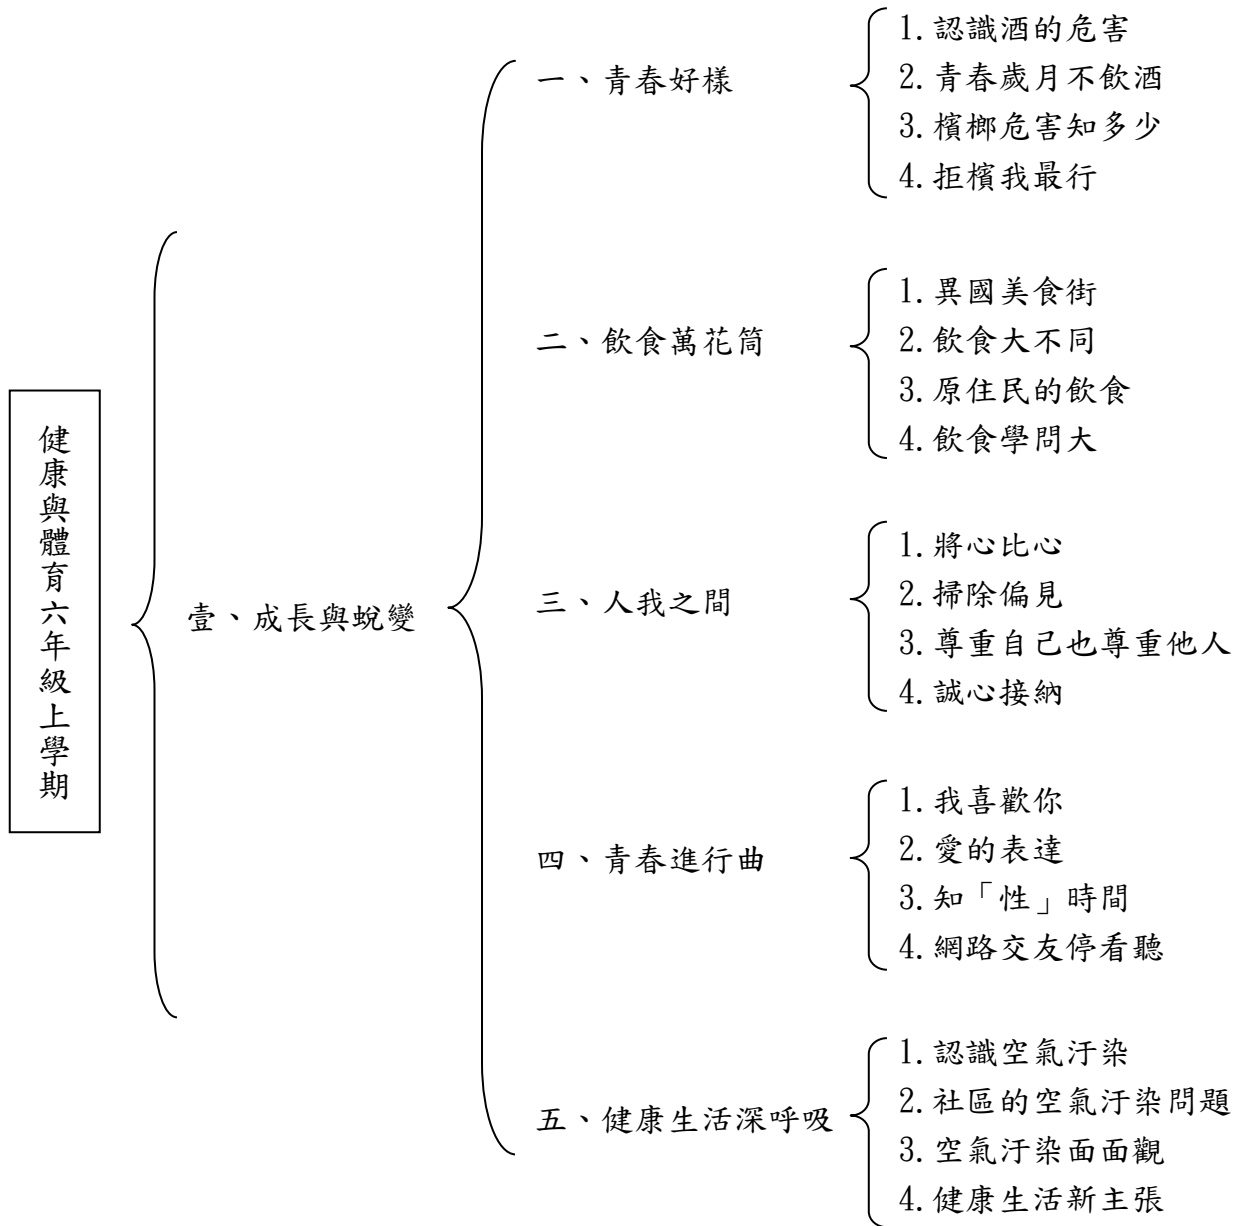 健康與體育六年級上學期
壹、成長與蛻變
一、青春好樣
1.認識酒的危害
2.青春歲月不飲酒
3.檳榔危害知多少
4.拒檳我最行
二、飲食萬花筒
1.異國美食街
2.飲食大不同
3.原住民的飲食
4.飲食學問大
三、人我之間
1.將心比心
2.掃除偏見
3.尊重自己也尊重他人
4.誠心接納
四、青春進行曲
1.我喜歡你
2.愛的表達
3.知「性」時間
4.網路交友停看聽
五、健康生活深呼吸
1.認識空氣汙染
2.社區的空氣汙染問題
3.空氣汙染面面觀
4.健康生活新主張